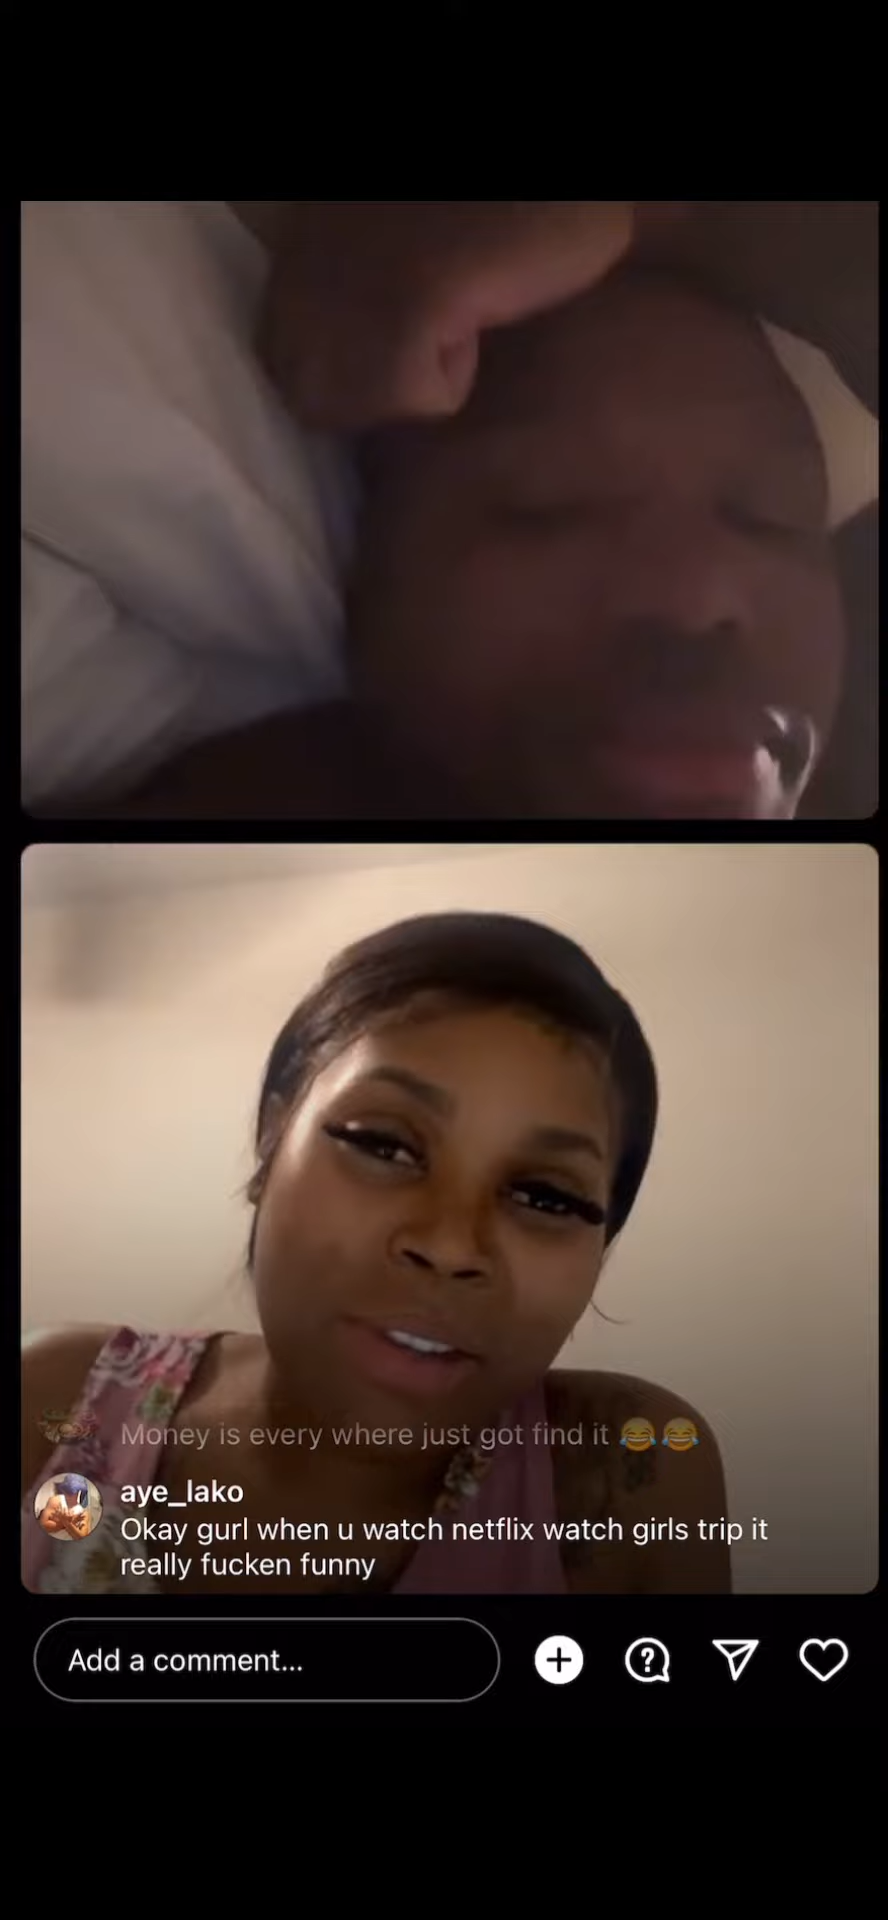 Money is every where just got find it 😂😂
aye_lako
Okay gurl when u watch netflix watch girls trip it
really fucken funny
Add a comment...